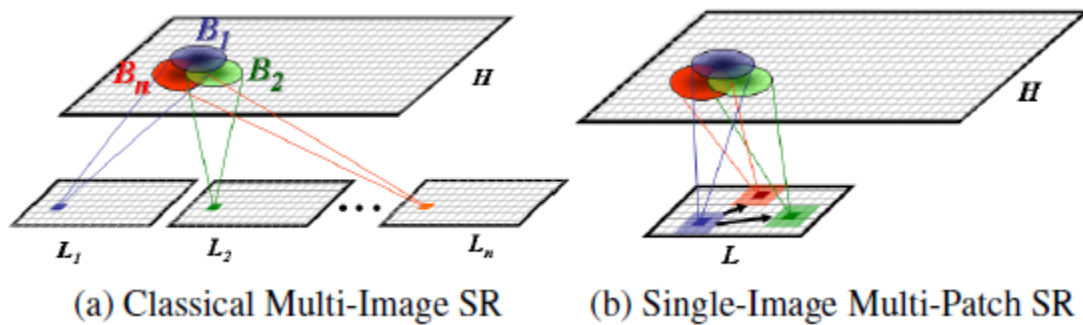 B1
Bn B2
H
H
L1 L2 ••• Ln
L
(a) Classical Multi-Image SR
(b) Single-Image Multi-Patch SR